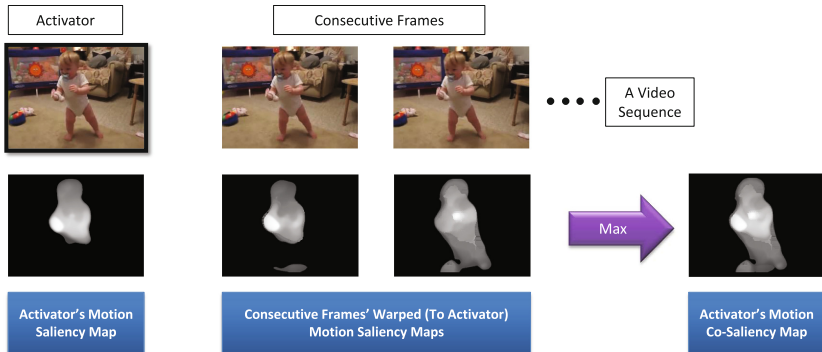 Activator
Consecutive Frames
A Video
Sequence
Max
Activator's Motion
Saliency Map
Consecutive Frames' Warped (To Activator)
Motion Saliency Maps
Activator's Motion
Co-Saliency Map